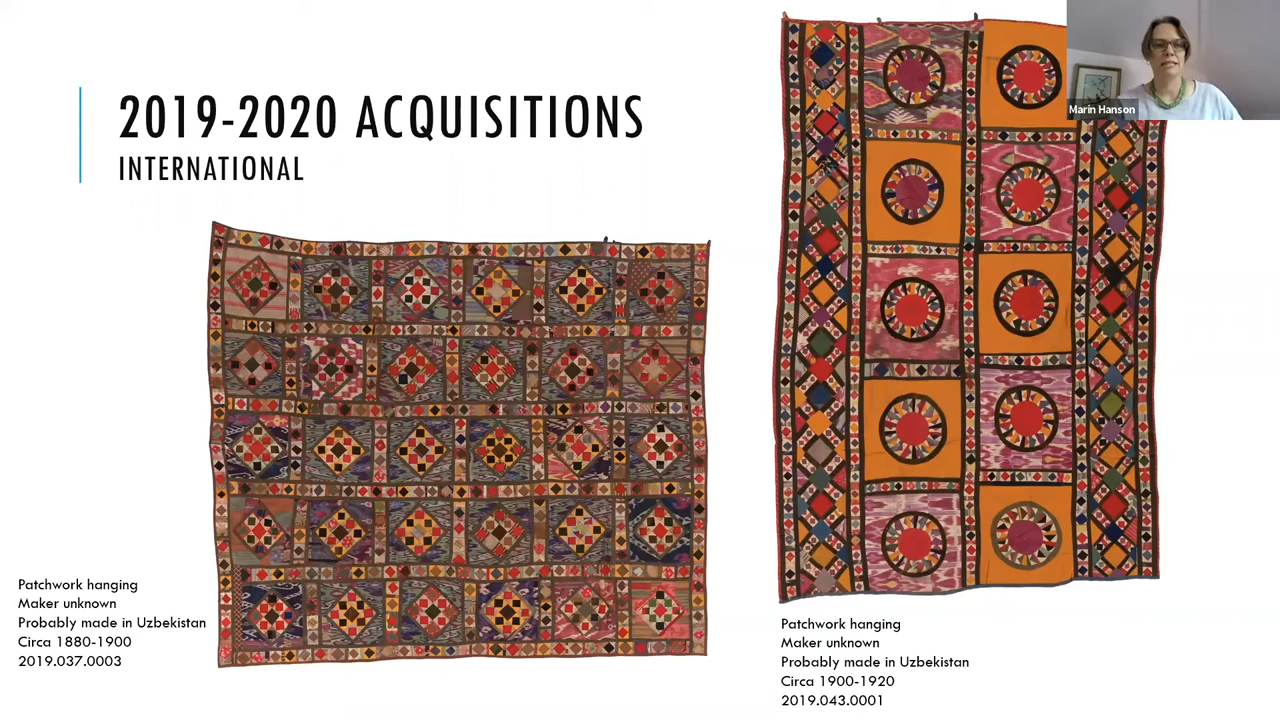 2019-2020 ACQUISITIONS
INTERNATIONAL
Marin Hanson
Patchwork hanging
Maker unknown
Probably made in Uzbekistan
Circa 1880-1900
2019.037.0003
Patchwork hanging
Maker unknown
Probably made in Uzbekistan
Circa 1900-1920
2019.043.0001